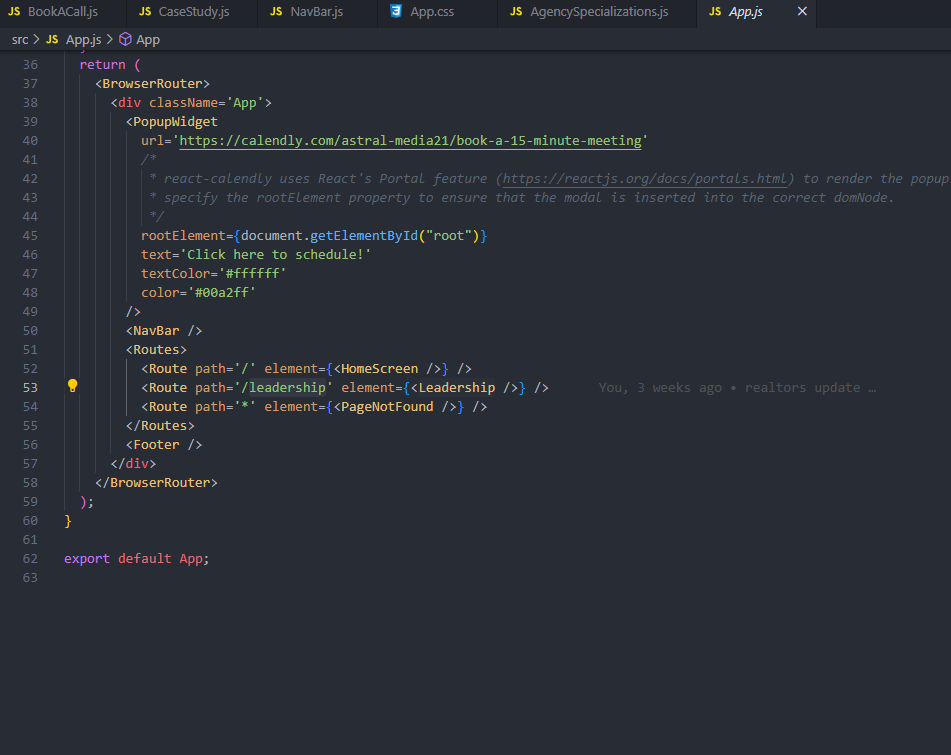 JS BookACall.js JS CaseStudy.js JS NavBar.js 3 App.css JS AgencySpecializations.js JS App.js ×
src > JS App.js > App
36 return (
37 <BrowserRouter>
38 <div className='App'>
39 <PopupWidget
40 url='https://calendly.com/astral-media21/book-a-15-minute-meeting'
41 /*
42 * react-calendly uses React's Portal feature (https://reactjs.org/docs/portals.html) to render the popup
43 * specify the rootElement property to ensure that the modal is inserted into the correct domNode.
44 */
45 rootElement={document.getElementById("root")}
46 text='Click here to schedule!'
47 textColor='#ffffff'
48 color='#00a2ff'
49 />
50 <NavBar />
51 <Routes>
52 <Route path='/' element={<HomeScreen />} />
53 <Route path='/leadership' element={<Leadership />} /> You, 3 weeks ago • realtors update …
54 <Route path='*' element={<PageNotFound />} />
55 </Routes>
56 <Footer />
57 </div>
58 </BrowserRouter>
59 );
60 }
61
62 export default App;
63